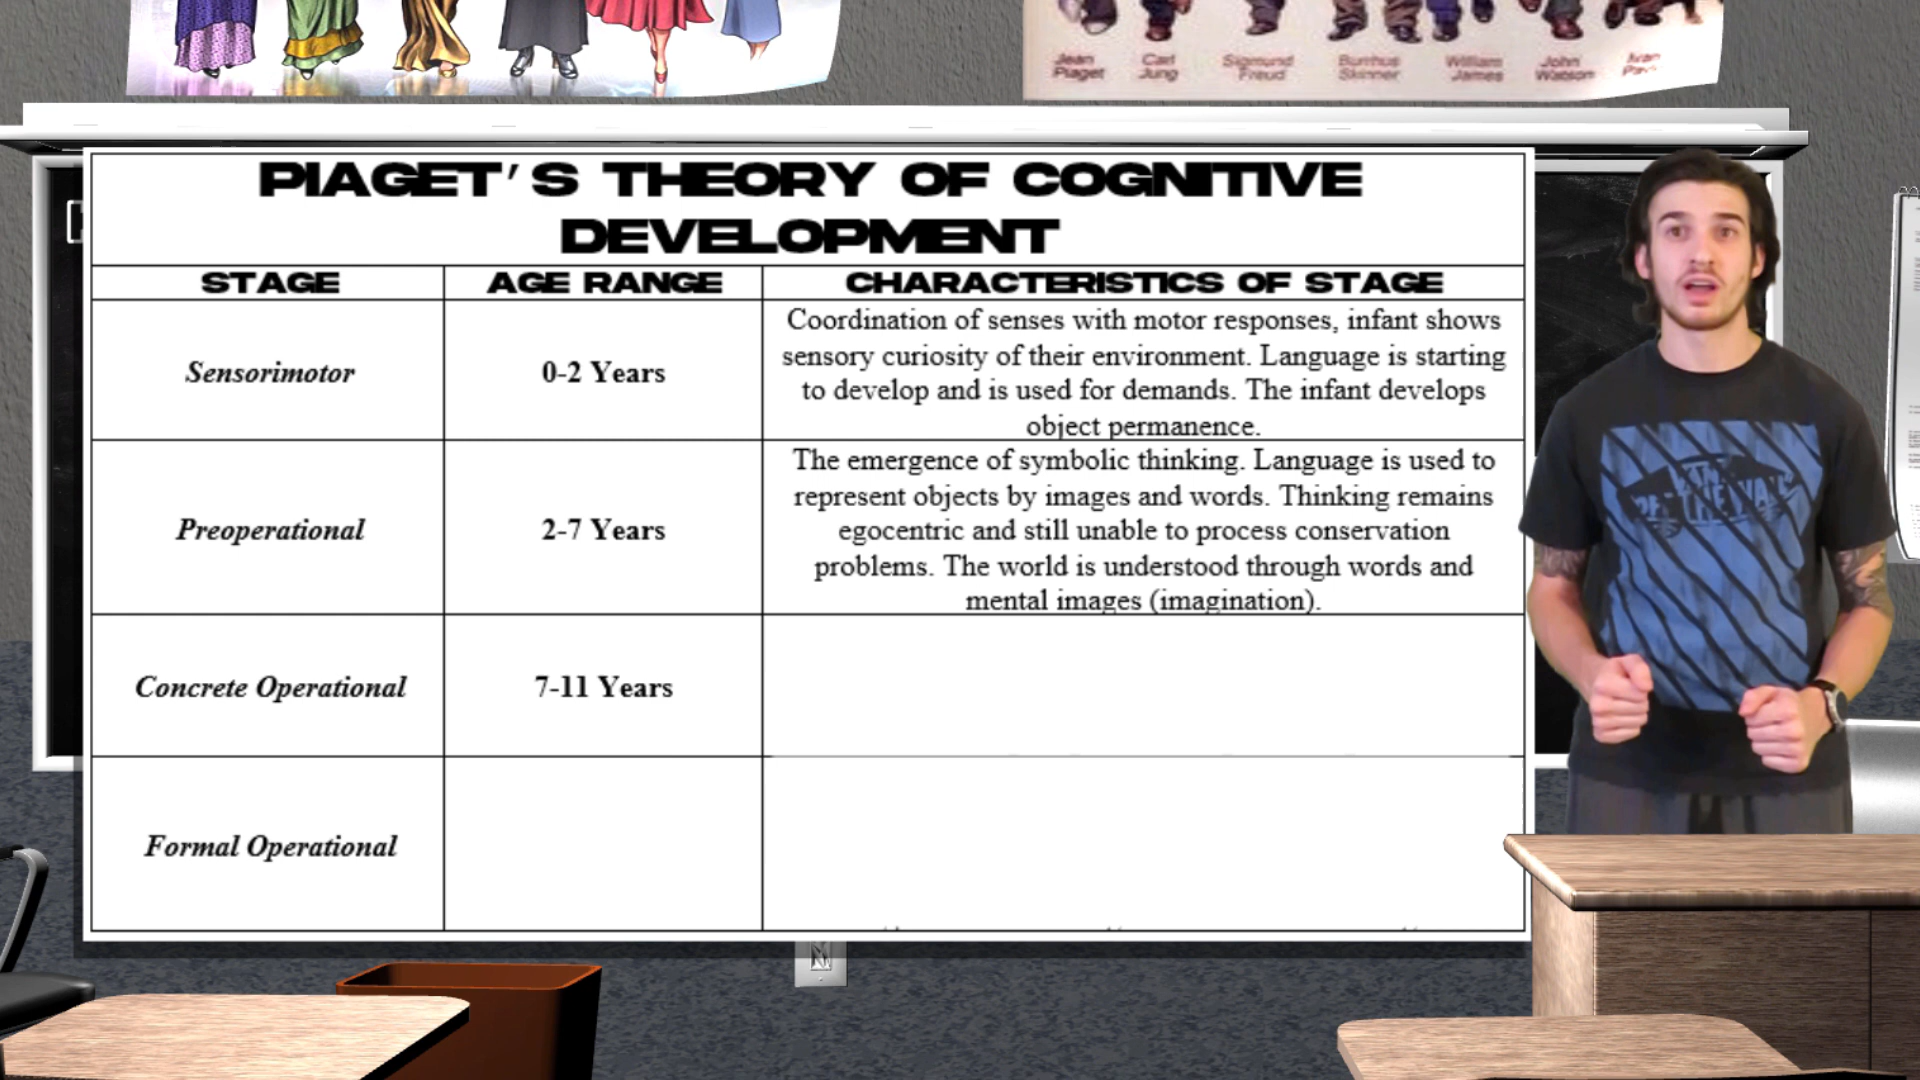 Jean Carl Sigmund Burrhus William John Ivan
Piaget Jung Freud Skinner James Watson
PIAGET'S THEORY OF COGNITIVE
DEVELOPMENT
STAGE AGE RANGE CHARACTERISTICS OF STAGE
Sensorimotor
0-2 Years
Coordination of senses with motor responses, infant shows
sensory curiosity of their environment. Language is starting
to develop and is used for demands. The infant develops
object permanence.
Preoperational
2-7 Years
The emergence of symbolic thinking. Language is used to
represent objects by images and words. Thinking remains
egocentric and still unable to process conservation
problems. The world is understood through words and
mental images (imagination).
Concrete Operational
7-11 Years
Formal Operational
VANS
"OFF THE WALL"